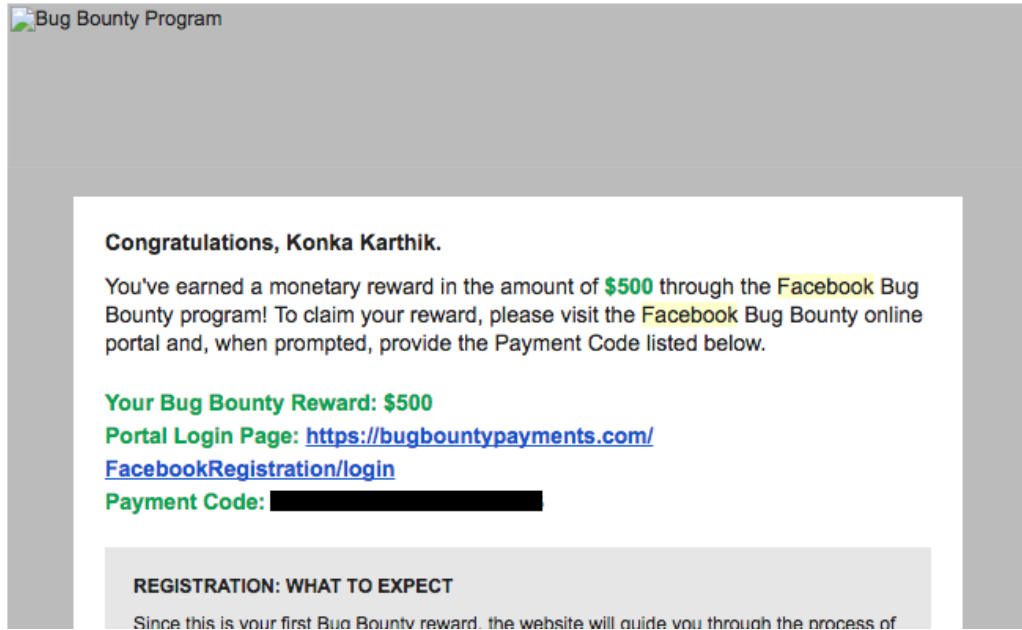 Bug Bounty Program
Congratulations, Konka Karthik.
You've earned a monetary reward in the amount of $500 through the Facebook Bug
Bounty program! To claim your reward, please visit the Facebook Bug Bounty online
portal and, when prompted, provide the Payment Code listed below.
Your Bug Bounty Reward: $500
Portal Login Page: https://bugbountypayments.com/
FacebookRegistration/login
Payment Code:
REGISTRATION: WHAT TO EXPECT
Since this is your first Bug Bounty reward, the website will guide you through the process of